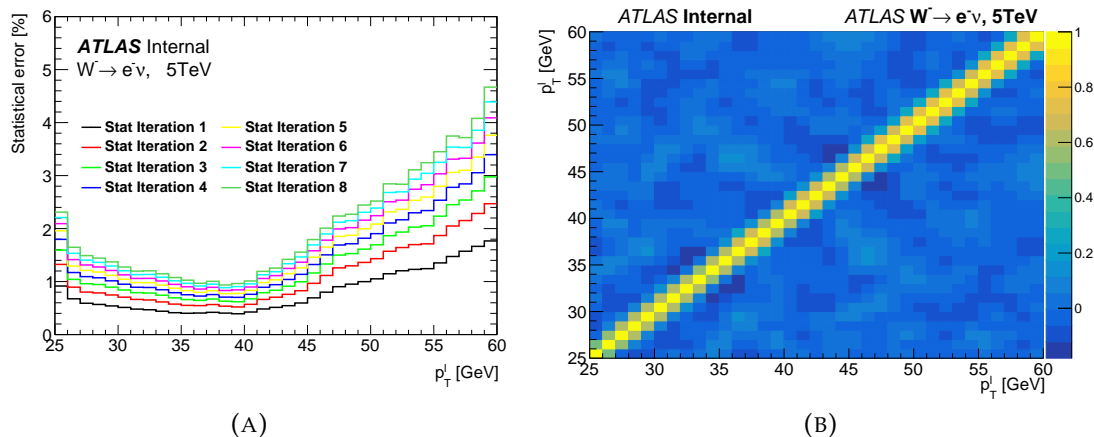 Statistical error [%]
6
5
4
3
2
1
0
ATLAS Internal
W⁻→ e⁻ν, 5TeV
Stat Iteration 1
Stat Iteration 2
Stat Iteration 3
Stat Iteration 4
Stat Iteration 5
Stat Iteration 6
Stat Iteration 7
Stat Iteration 8
25 30 35 40 45 50 55 60
p_T^l [GeV]
(A)
ATLAS Internal
ATLAS W⁻→ e⁻ν, 5TeV
p_T^l [GeV]
60
55
50
45
40
35
30
25
25 30 35 40 45 50 55 60
p_T^l [GeV]
1
0.8
0.6
0.4
0.2
0
(B)